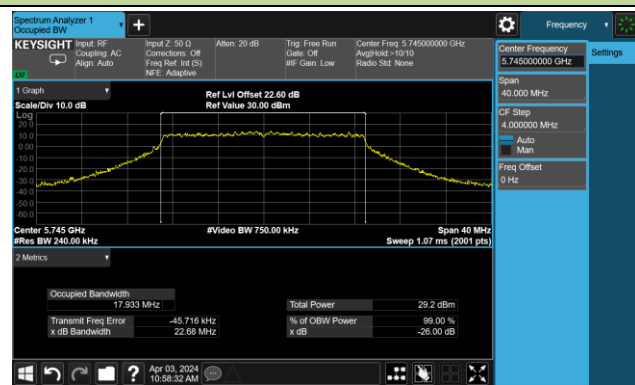 Spectrum Analyzer 1
Occupied BW
Frequency
KEYSIGHT
Input: RF
Coupling: AC
Align: Auto
Input Z: 50 Ω
Corrections: Off
Freq Ref: Int (S)
NFE: Adaptive
Atten: 20 dB
Trig: Free Run
Gate: Off
#IF Gain: Low
Center Freq: 5.745000000 GHz
Avg|Hold:>10/10
Radio Std: None
LW
Center Frequency
5.745000000 GHz
Settings
Span
40.000 MHz
CF Step
4.000000 MHz
Auto
Man
Freq Offset
0 Hz
1 Graph
Scale/Div 10.0 dB
Ref Lvl Offset 22.60 dB
Ref Value 30.00 dBm
Log
20.0
10.0
0.00
-10.0
-20.0
-30.0
-40.0
-50.0
-60.0
Center 5.745 GHz
#Res BW 240.00 kHz
#Video BW 750.00 kHz
Span 40 MHz
Sweep 1.07 ms (2001 pts)
2 Metrics
Occupied Bandwidth
17.933 MHz
Total Power 29.2 dBm
Transmit Freq Error -45.716 kHz
% of OBW Power 99.00 %
x dB Bandwidth 22.68 MHz
x dB -26.00 dB
Apr 03, 2024
10:58:32 AM